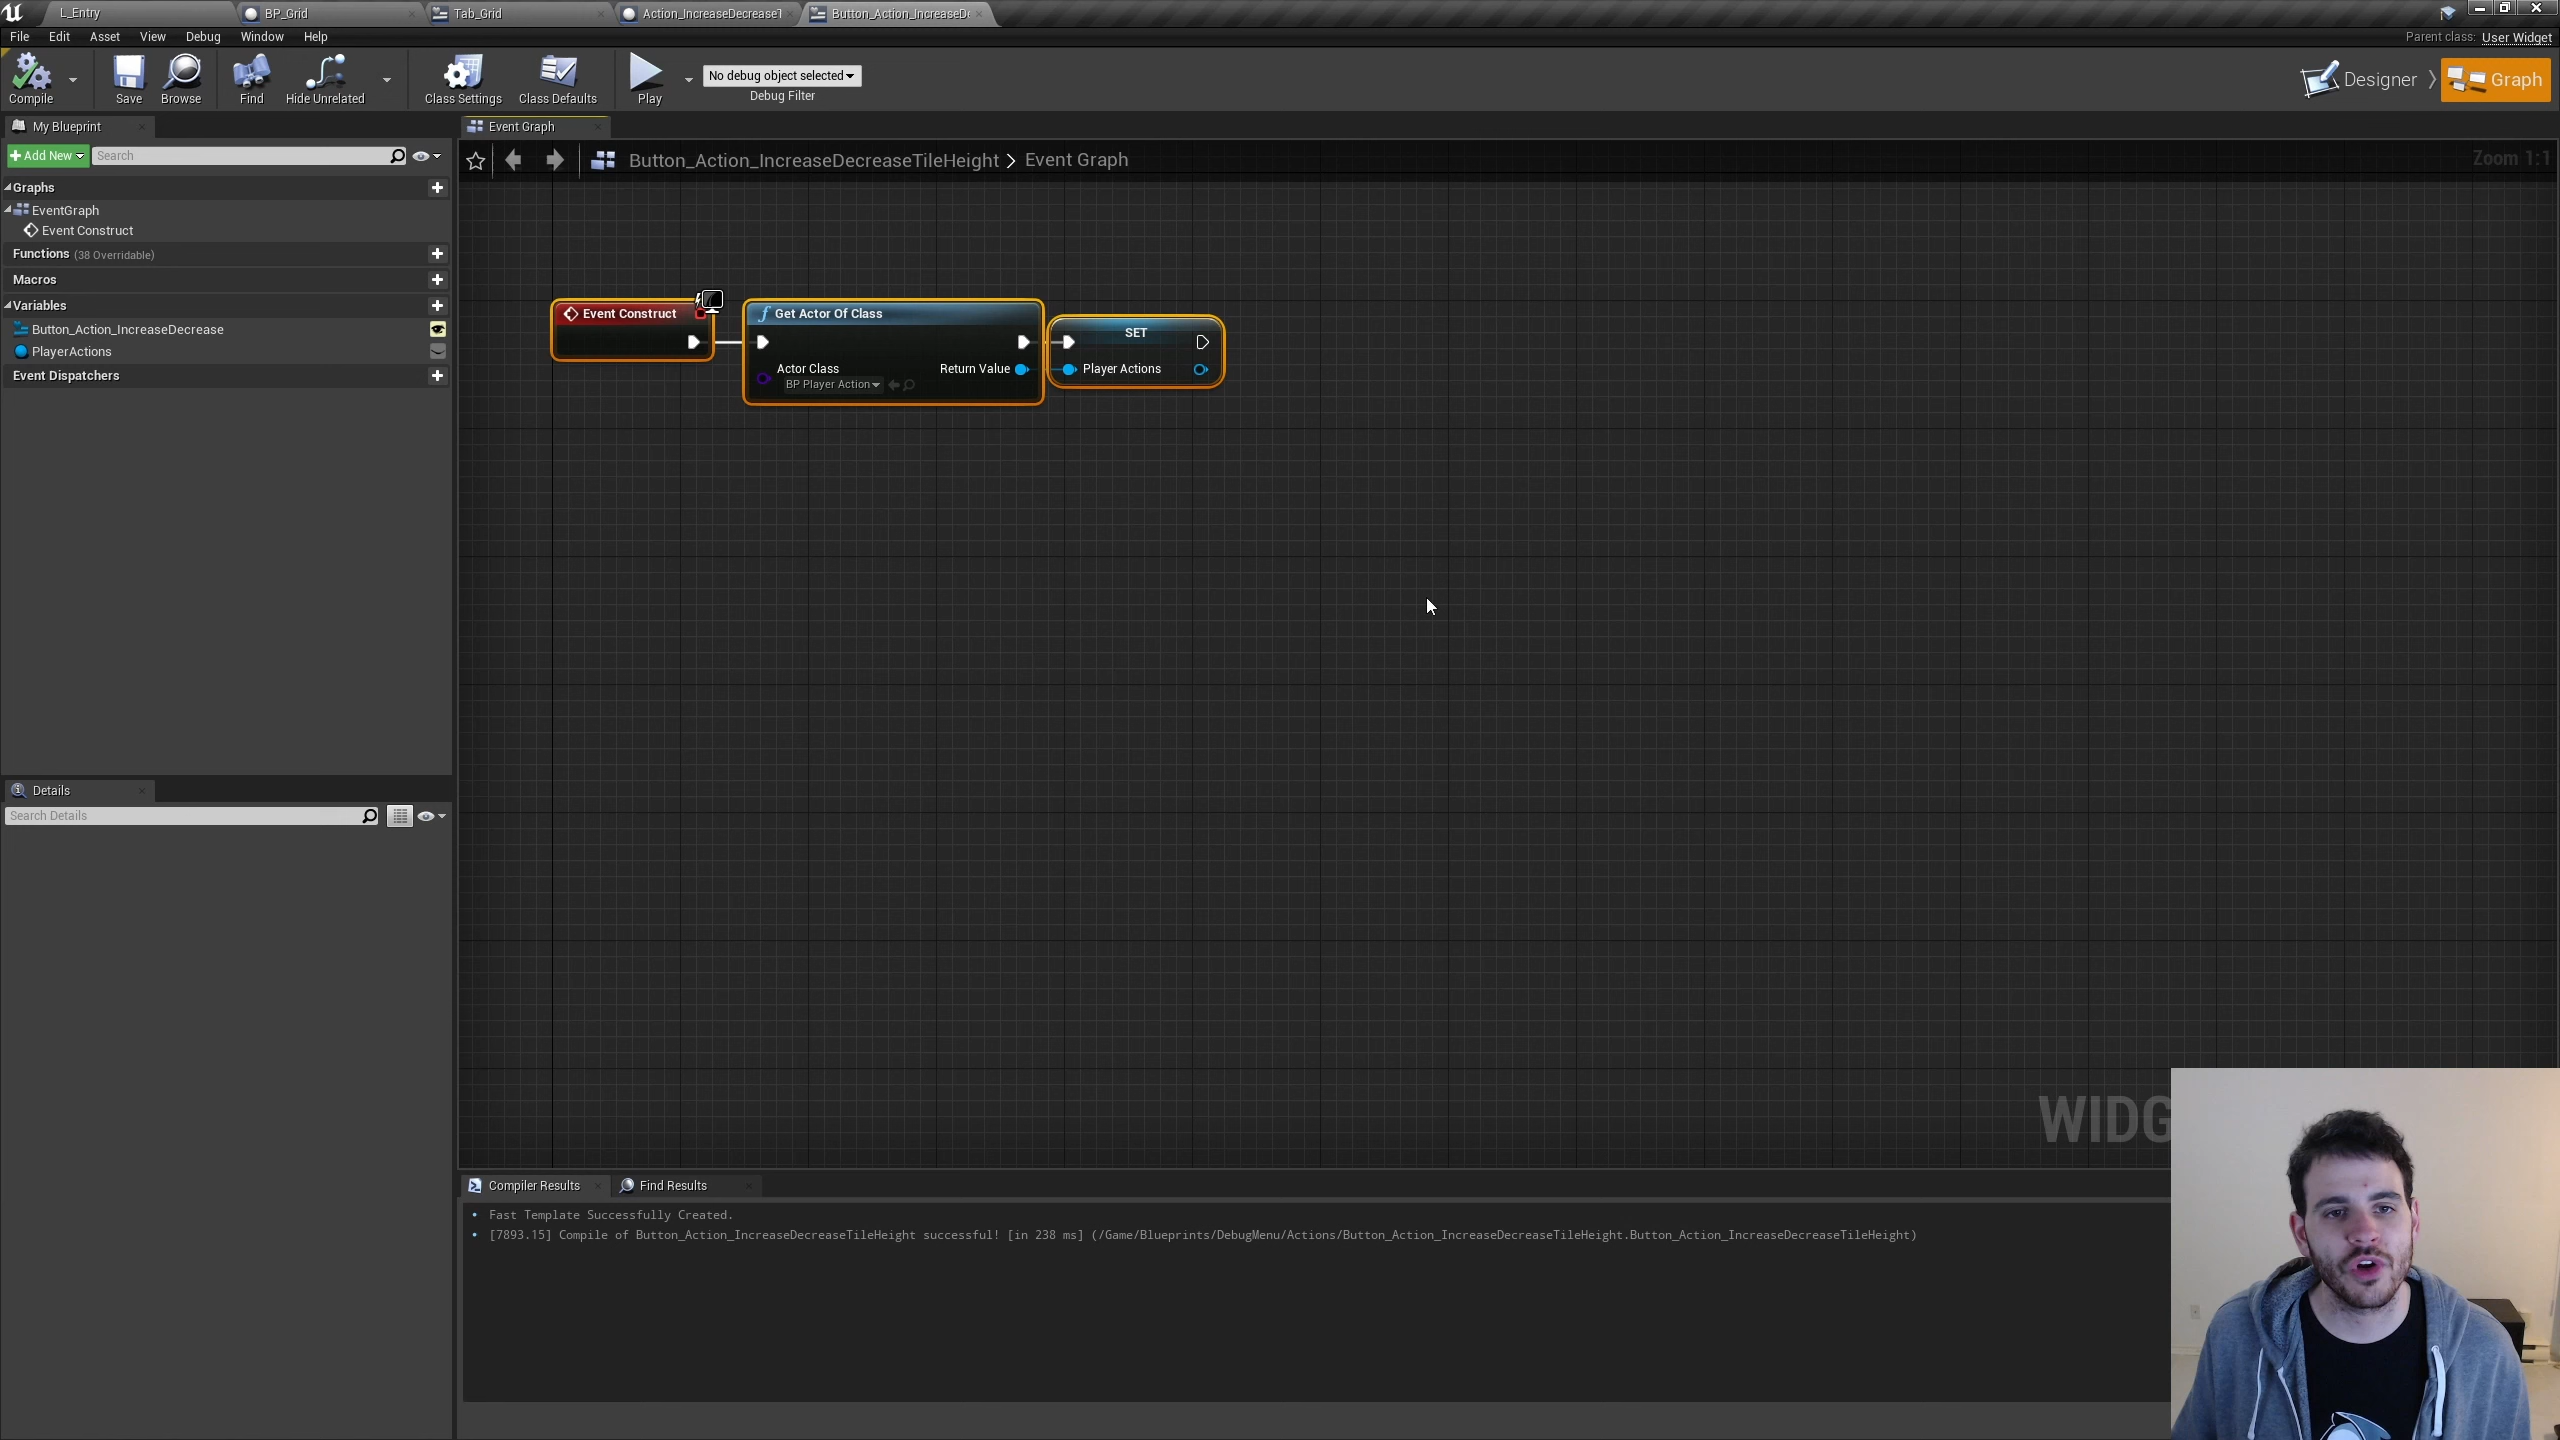 L_Entry
BP_Grid
Tab_Grid
Action_IncreaseDecreaseT
Button_Action_IncreaseDe
File
Edit
Asset
View
Debug
Window
Help
Parent class: User Widget
Compile
Save
Browse
Find
Hide Unrelated
Class Settings
Class Defaults
Play
No debug object selected
Debug Filter
Designer
Graph
My Blueprint
Event Graph
Add New
Search
Button_Action_IncreaseDecreaseTileHeight > Event Graph
Zoom 1:1
Graphs
EventGraph
Event Construct
Functions (38 Overridable)
Macros
Variables
Button_Action_IncreaseDecrease
PlayerActions
Event Dispatchers
Event Construct
Get Actor Of Class
Actor Class
BP Player Action
Return Value
SET
Player Actions
Details
Search Details
WIDG
Compiler Results
Find Results
Fast Template Successfully Created.
[7893.15] Compile of Button_Action_IncreaseDecreaseTileHeight successful! [in 238 ms] (/Game/Blueprints/DebugMenu/Actions/Button_Action_IncreaseDecreaseTileHeight.Button_Action_IncreaseDecreaseTileHeight)